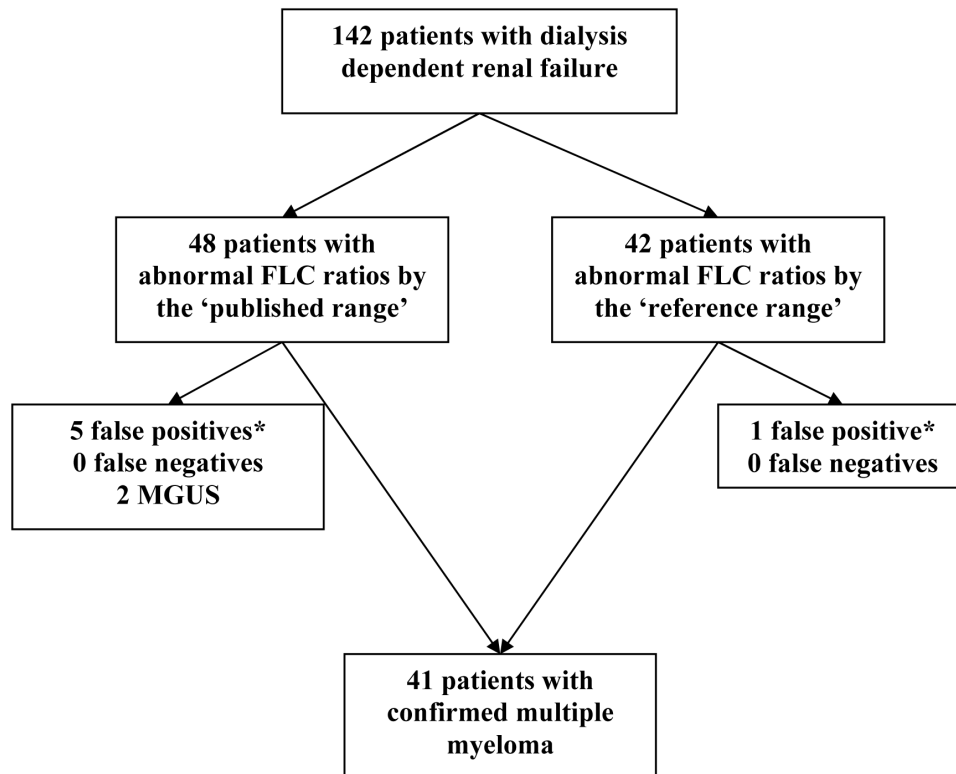 142 patients with dialysis
dependent renal failure
48 patients with
abnormal FLC ratios by
the ‘published range’
42 patients with
abnormal FLC ratios by
the ‘reference range’
5 false positives*
0 false negatives
2 MGUS
1 false positive*
0 false negatives
41 patients with
confirmed multiple
myeloma